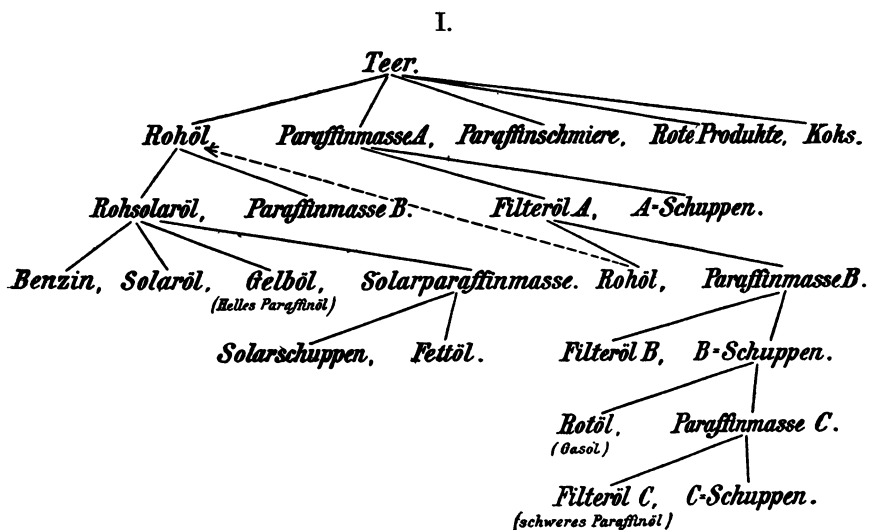 I.
Teer.
Rohöl, Paraffinmasse A, Paraffinschmiere, Rote Produkte, Koks.
Rohsolaröl, Paraffinmasse B. Filteröl A, A=Schuppen.
Benzin, Solaröl, Gelböl, Solarparaffinmasse. Rohöl, Paraffinmasse B.
(Helles Paraffinöl)
Solarschuppen, Fettöl. Filteröl B, B=Schuppen.
Rotöl, Paraffinmasse C.
(Gasöl)
Filteröl C, C=Schuppen.
(schweres Paraffinöl)